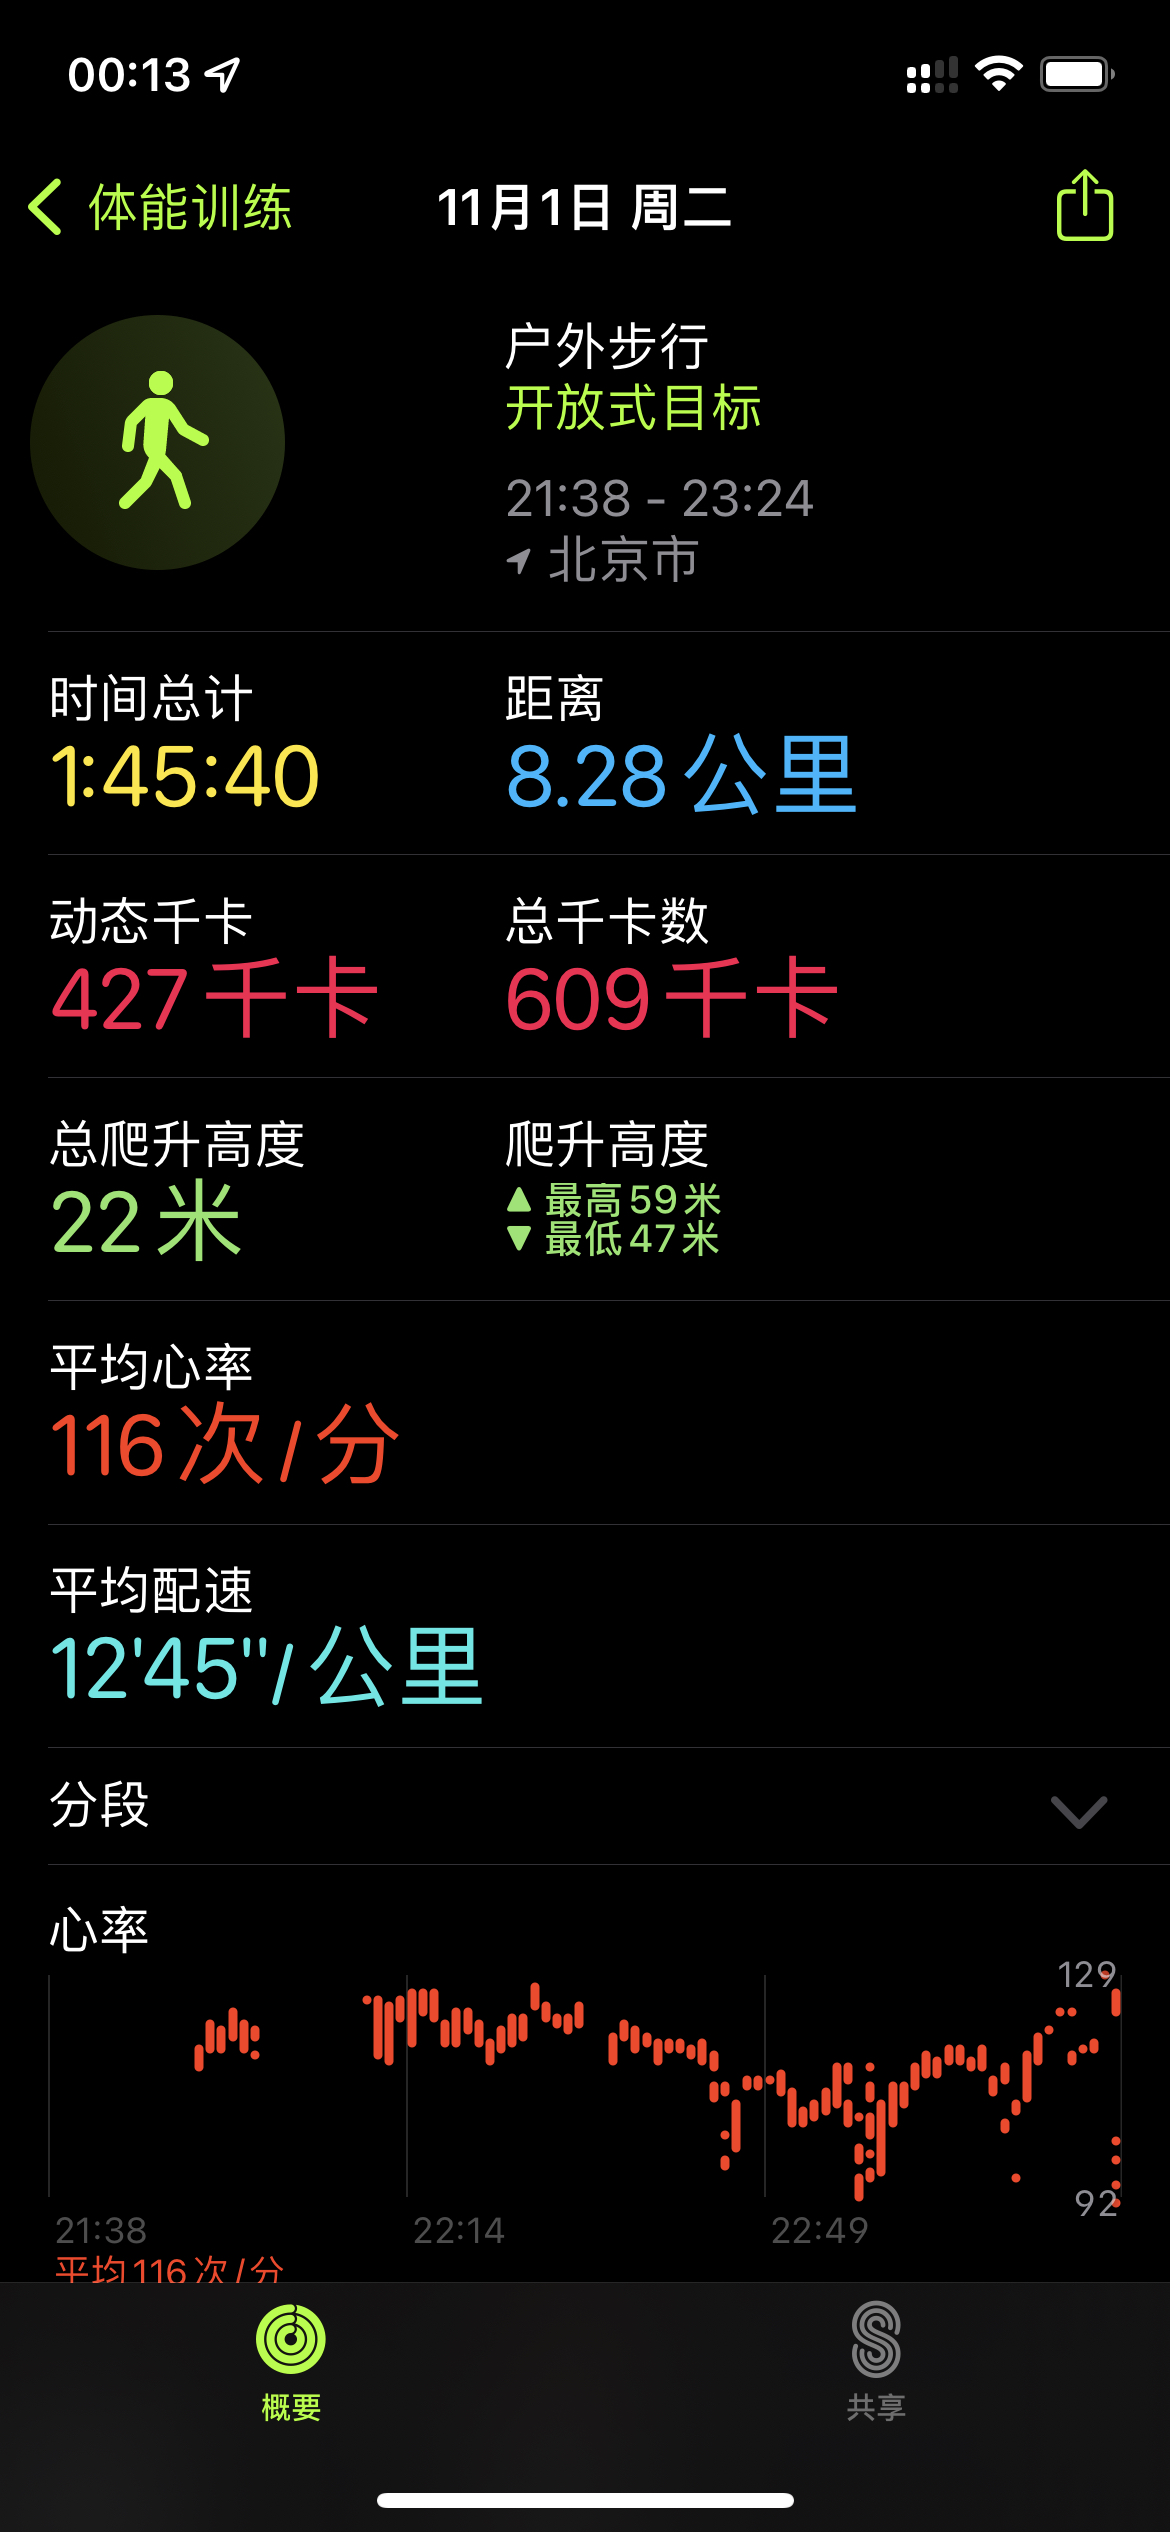 00:13
体能训练
11月1日 周二
户外步行
开放式目标
21:38 - 23:24
北京市
时间总计
距离
1:45:40
8.28公里
动态千卡
总千卡数
427千卡
609千卡
总爬升高度
爬升高度
22米
▲ 最高59米
▼ 最低47米
平均心率
116次/分
平均配速
12'45"/公里
分段
心率
129
92
21:38
22:14
22:49
平均116次/分
概要
共享